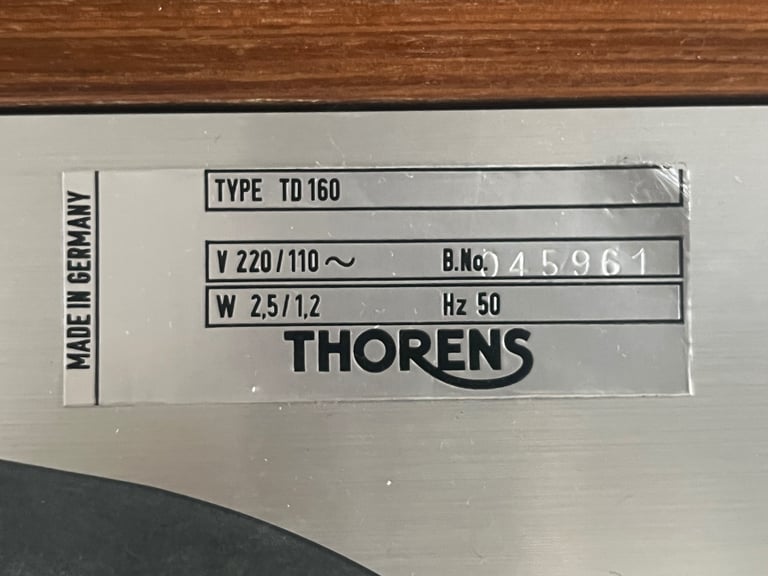 MADE IN GERMANY
TYPE TD 160
V 220/110~ B.No. 045961
W 2,5/1,2 Hz 50
THORENS